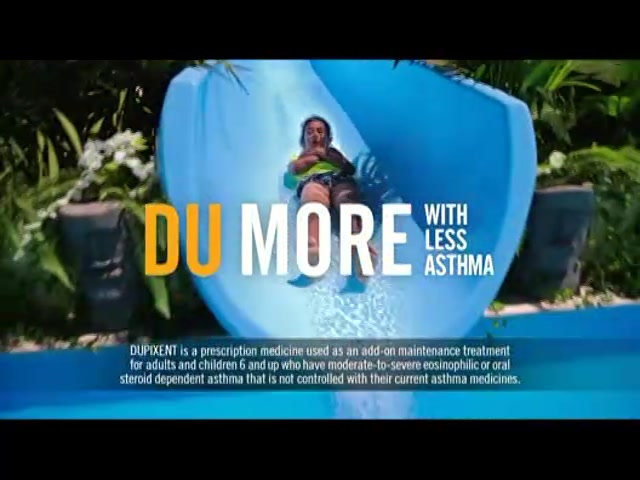 DU MORE WITH
LESS
ASTHMA
DUPIXENT is a prescription medicine used as an add-on maintenance treatment
for adults and children 6 and up who have moderate-to-severe eosinophilic or oral
steroid dependent asthma that is not controlled with their current asthma medicines.